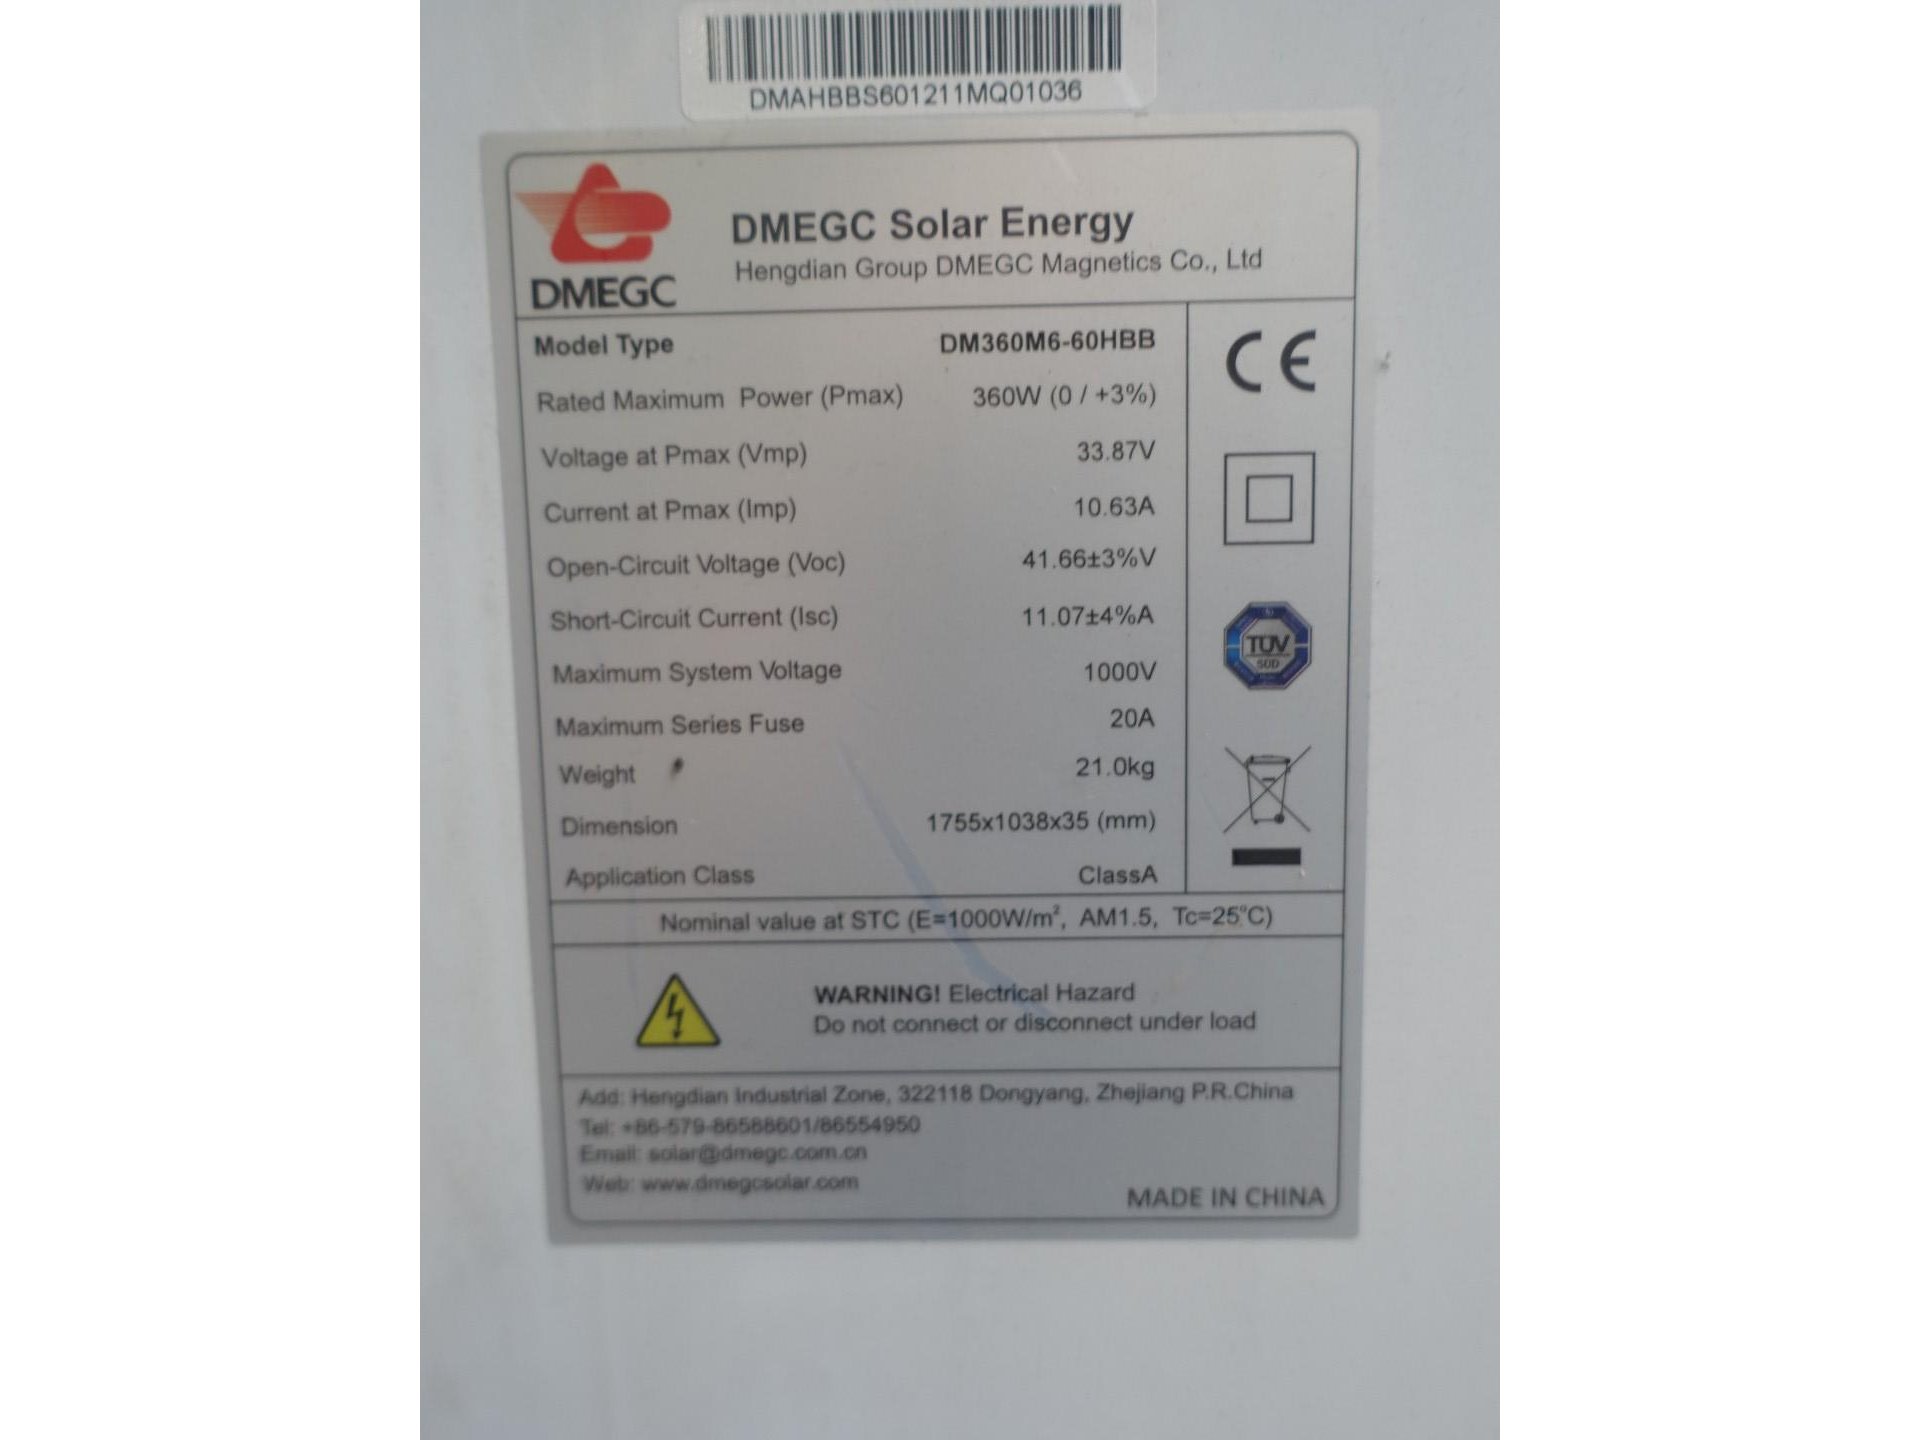 DMAHBBS601211MQ01036
DMEGC
DMEGC Solar Energy
Hengdian Group DMEGC Magnetics Co., Ltd
Model Type DM360M6-60HBB
Rated Maximum Power (Pmax) 360W (0 / +3%)
Voltage at Pmax (Vmp) 33.87V
Current at Pmax (Imp) 10.63A
Open-Circuit Voltage (Voc) 41.66±3%V
Short-Circuit Current (Isc) 11.07±4%A
Maximum System Voltage 1000V
Maximum Series Fuse 20A
Weight 21.0kg
Dimension 1755x1038x35 (mm)
Application Class ClassA
CE
TÜV
SÜD
Nominal value at STC (E=1000W/m², AM1.5, Tc=25°C)
WARNING! Electrical Hazard
Do not connect or disconnect under load
Add: Hengdian Industrial Zone, 322118 Dongyang, Zhejiang P.R.China
Tel: +86-579-86588601/86554950
Email: solar@dmegc.com.cn
Web: www.dmegcsolar.com
MADE IN CHINA